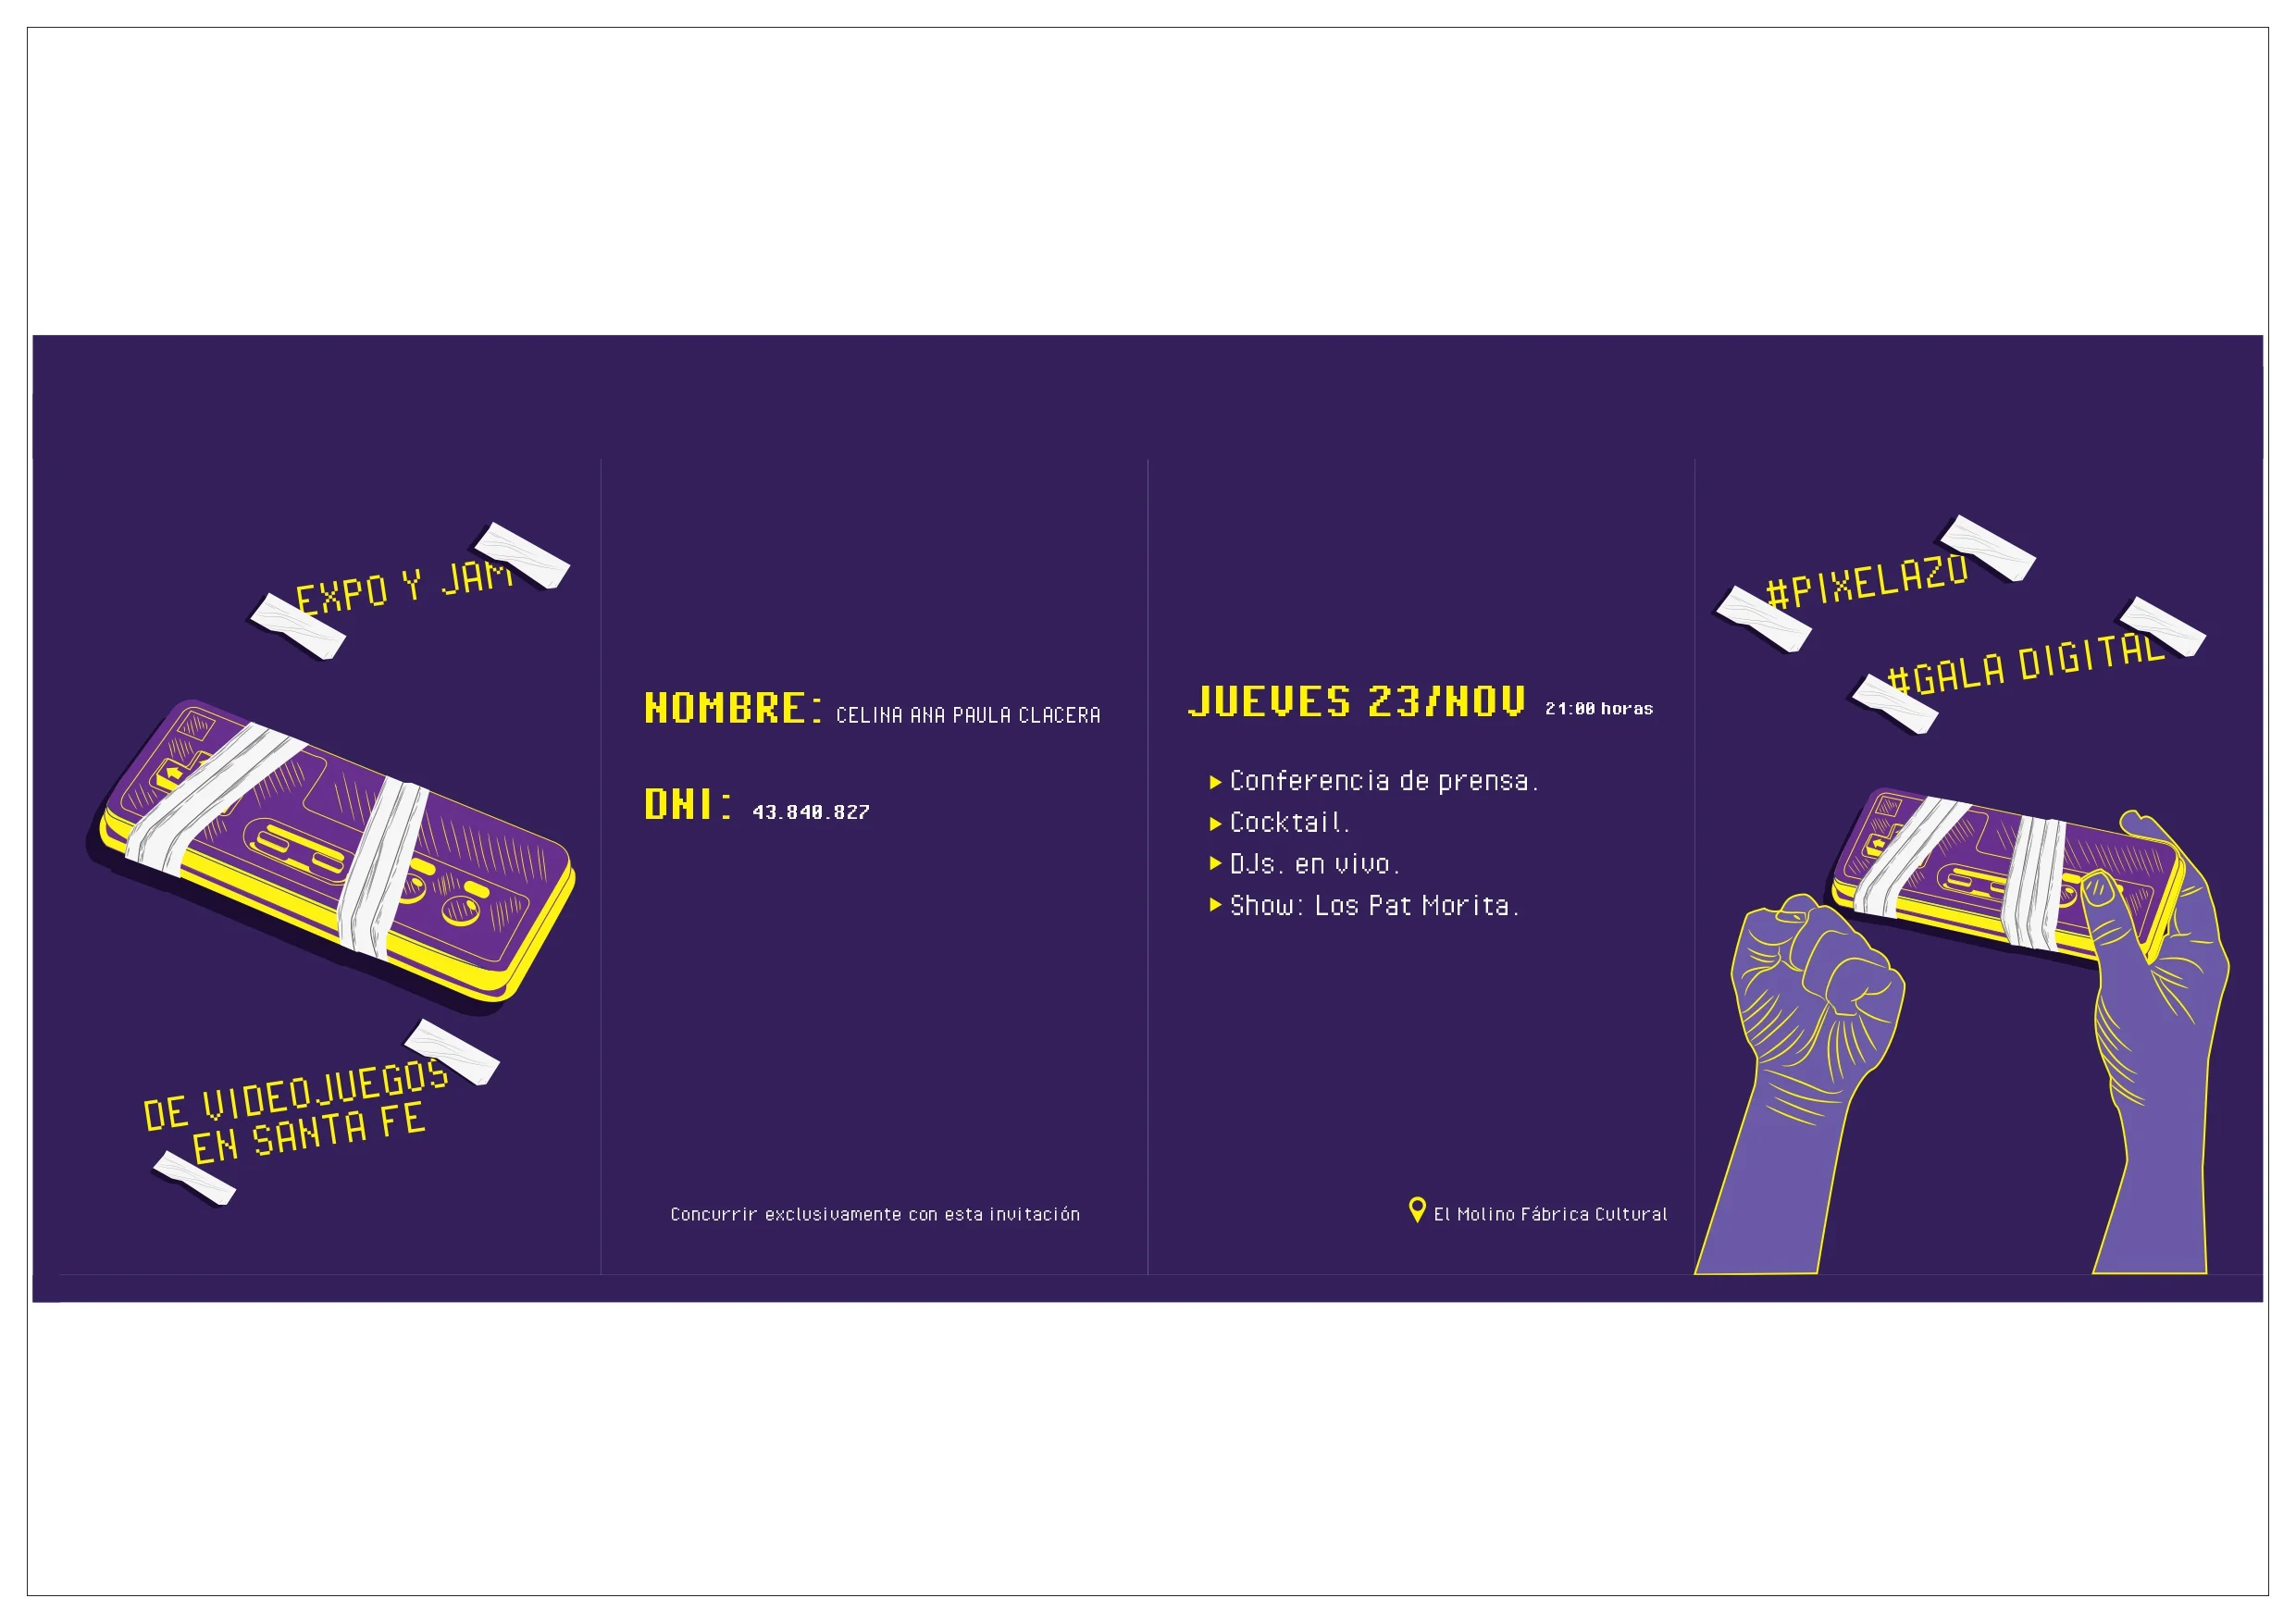 EXPO Y JAM
DE VIDEOJUEGOS
EN SANTA FE
NOMBRE: CELINA ANA PAULA CLACERA
DNI: 43.840.827
Concurrir exclusivamente con esta invitación
JUEVES 23/NOV 21:00 horas
Conferencia de prensa.
Cocktail.
DJs. en vivo.
Show: Los Pat Morita.
El Molino Fábrica Cultural
#PIXELAZO
#GALA DIGITAL